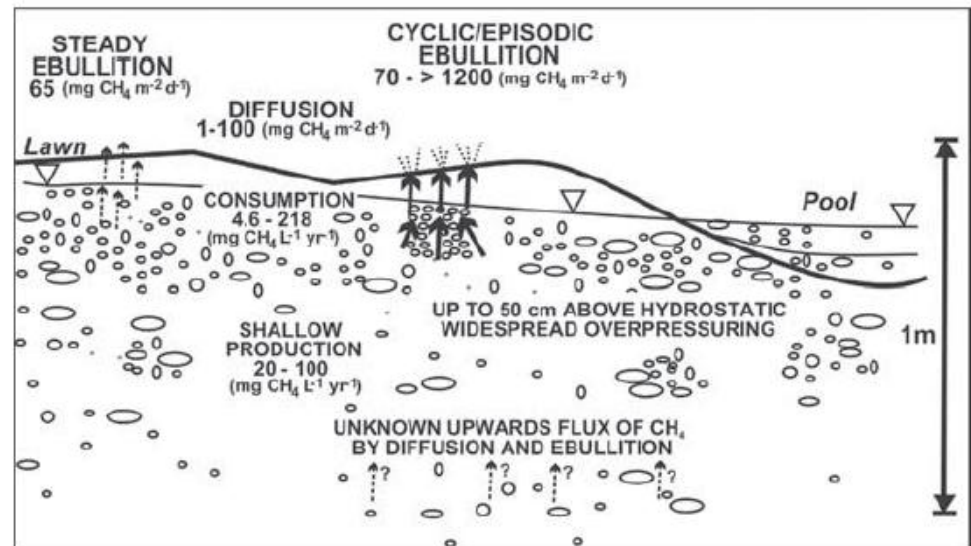 STEADY
EBULLITION
65 (mg CH₄ m⁻² d⁻¹)
CYCLIC/EPISODIC
EBULLITION
70 - > 1200 (mg CH₄ m⁻² d⁻¹)
DIFFUSION
1-100 (mg CH₄ m⁻² d⁻¹)
Lawn
CONSUMPTION
4.6 - 218
(mg CH₄ L⁻¹ yr⁻¹)
Pool
UP TO 50 cm ABOVE HYDROSTATIC
WIDESPREAD OVERPRESSURING
1m
SHALLOW
PRODUCTION
20 - 100
(mg CH₄ L⁻¹ yr⁻¹)
UNKNOWN UPWARDS FLUX OF CH₄
BY DIFFUSION AND EBULLITION
? ? ? ?